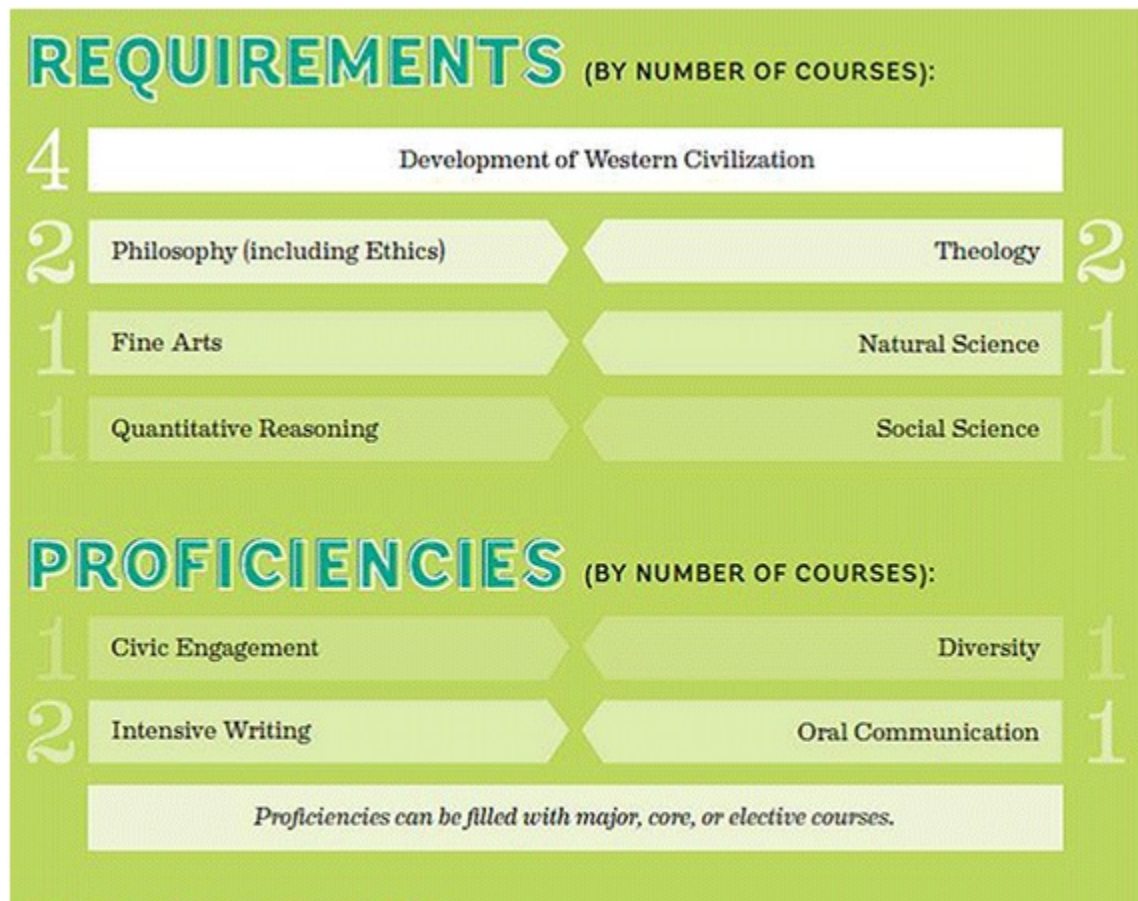 REQUIREMENTS (BY NUMBER OF COURSES):
4 Development of Western Civilization
2 Philosophy (including Ethics) Theology 2
1 Fine Arts Natural Science 1
1 Quantitative Reasoning Social Science 1
PROFICIENCIES (BY NUMBER OF COURSES):
1 Civic Engagement Diversity 1
2 Intensive Writing Oral Communication 1
Proficiencies can be filled with major, core, or elective courses.